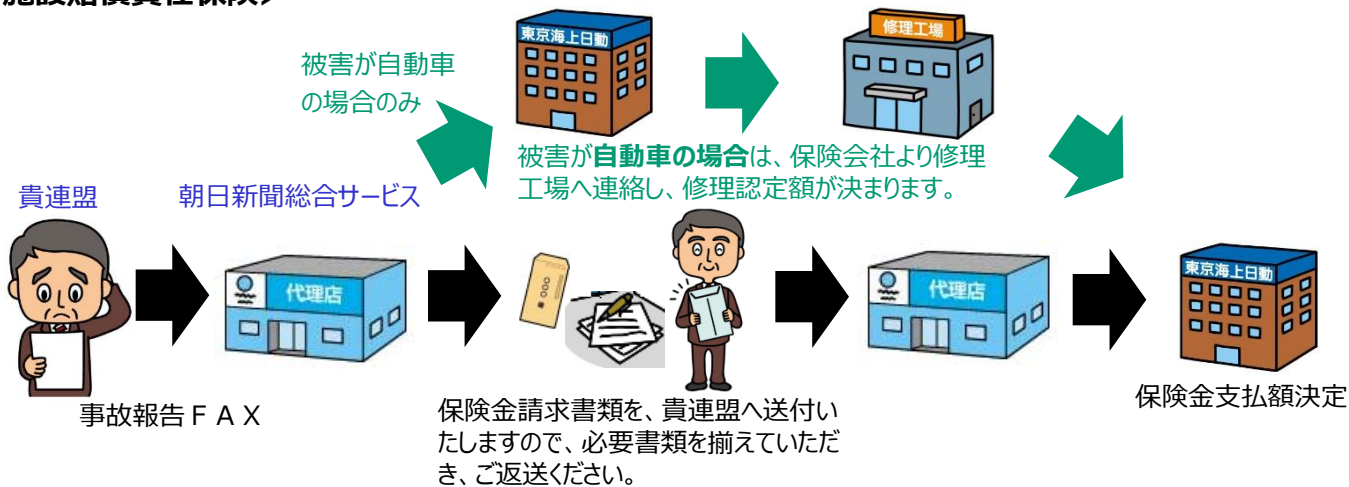 施設賠償責任保険＞
被害が自動車
の場合のみ
東京海上日動
修理工場
被害が自動車の場合は、保険会社より修理
工場へ連絡し、修理認定額が決まります。
貴連盟
朝日新聞総合サービス
代理店
代理店
東京海上日動
事故報告ＦＡＸ
保険金請求書類を、貴連盟へ送付い
たしますので、必要書類を揃えていただ
き、ご返送ください。
保険金支払額決定